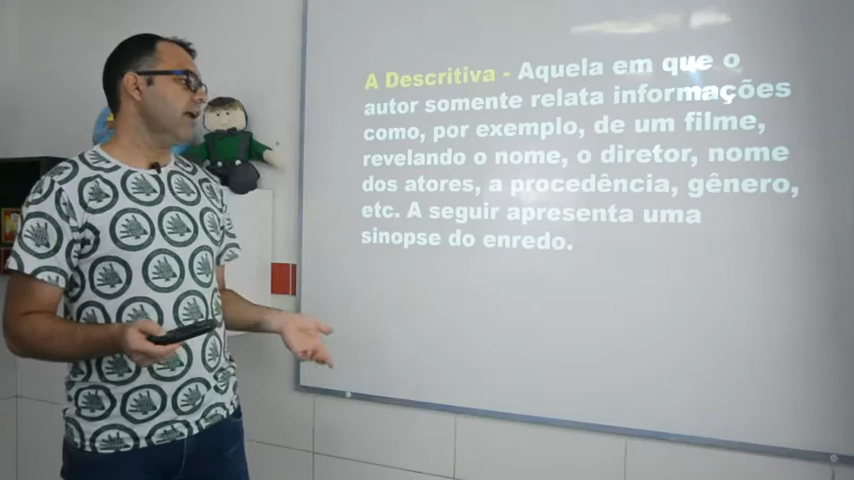 A Descritiva - Aquela em que o
autor somente relata informações
como, por exemplo, de um filme,
revelando o nome, o diretor, nome
dos atores, a procedência, gênero,
etc. A seguir apresenta uma
sinopse do enredo.